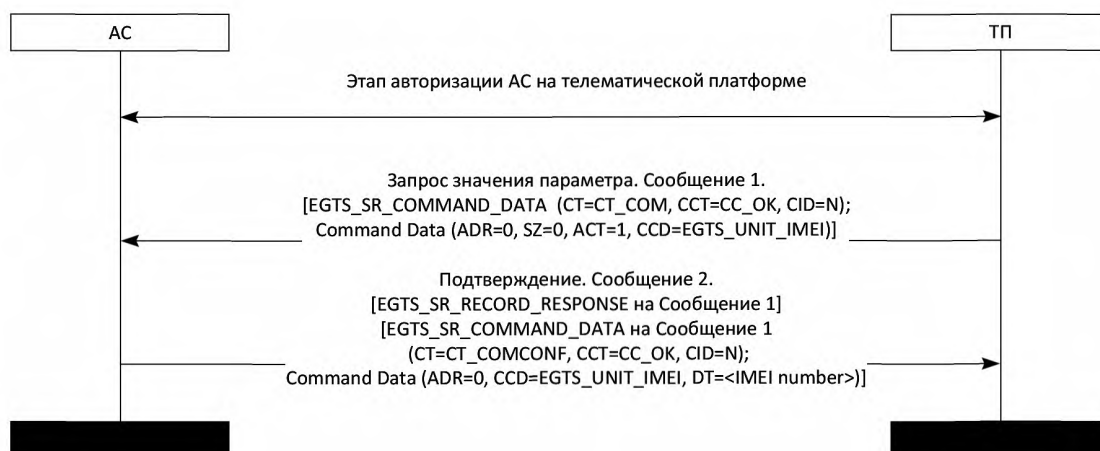 АС
ТП
Этап авторизации АС на телематической платформе
Запрос значения параметра. Сообщение 1.
[EGTS_SR_COMMAND_DATA (CT=CT_COM, CCT=CC_OK, CID=N);
Command Data (ADR=0, SZ=0, ACT=1, CCD=EGTS_UNIT_IMEI)]
Подтверждение. Сообщение 2.
[EGTS_SR_RECORD_RESPONSE на Сообщение 1]
[EGTS_SR_COMMAND_DATA на Сообщение 1
(CT=CT_COMCONF, CCT=CC_OK, CID=N);
Command Data (ADR=0, CCD=EGTS_UNIT_IMEI, DT=<IMEI number>)]